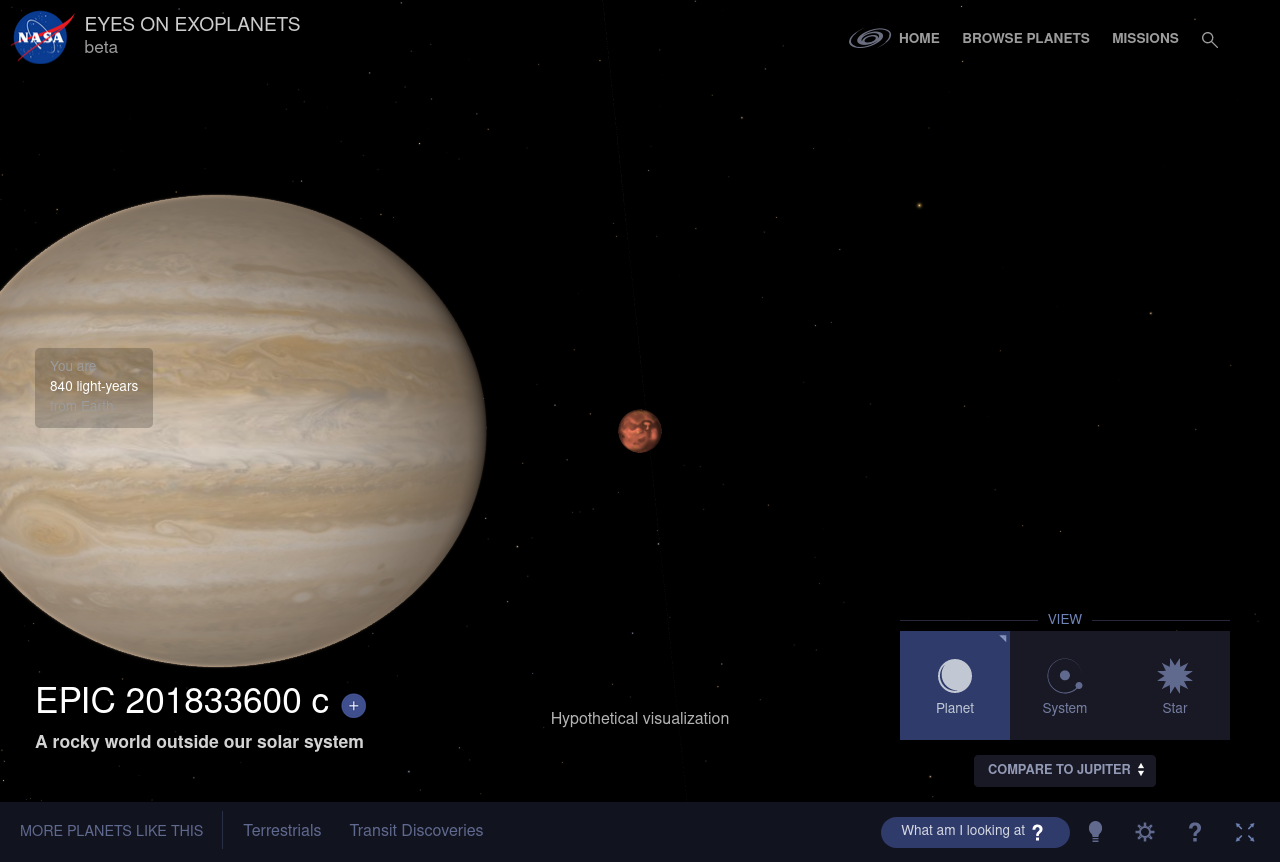 NASA
EYES ON EXOPLANETS
beta
HOME
BROWSE PLANETS
MISSIONS
You are
840 light-years
from Earth
EPIC 201833600 c +
A rocky world outside our solar system
Hypothetical visualization
VIEW
Planet
System
Star
COMPARE TO JUPITER
MORE PLANETS LIKE THIS
Terrestrials
Transit Discoveries
What am I looking at ?
?